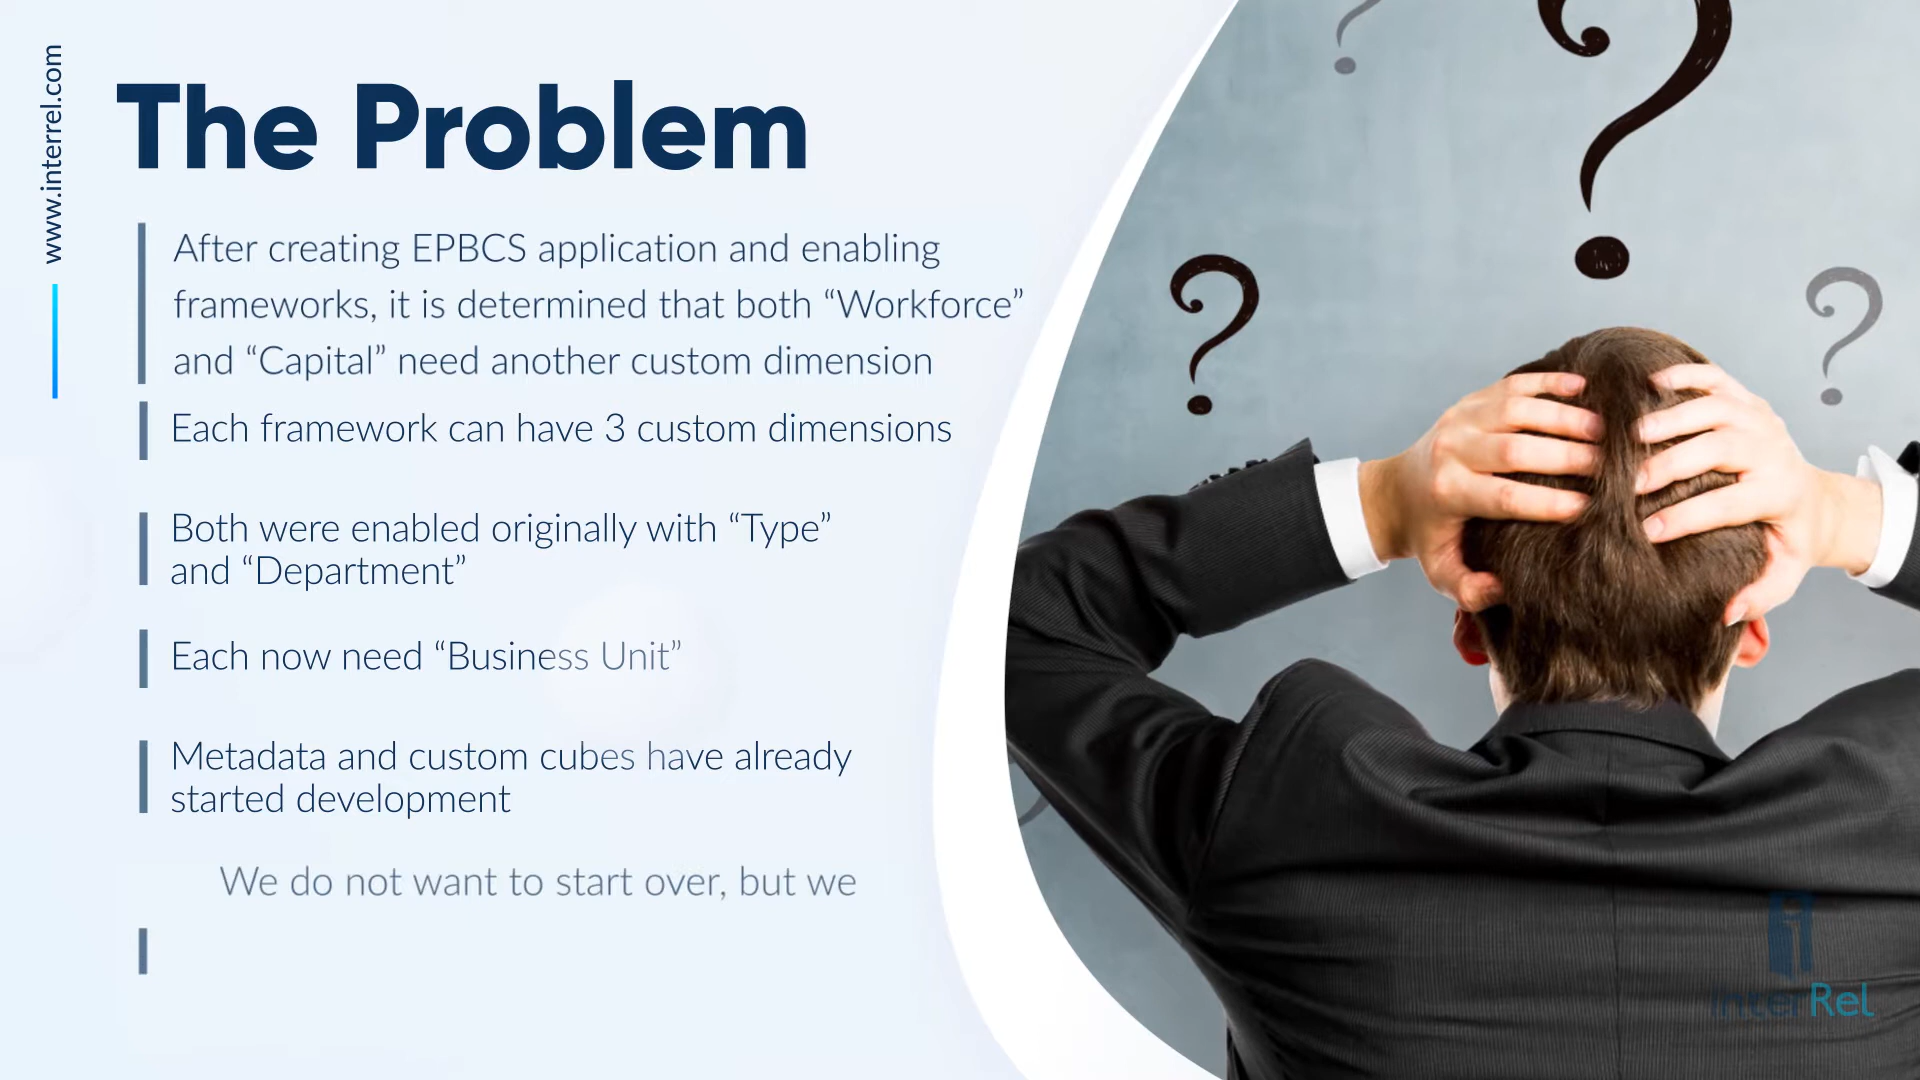 www.interrel.com
The Problem
After creating EPBCS application and enabling
frameworks, it is determined that both “Workforce”
and “Capital” need another custom dimension
Each framework can have 3 custom dimensions
Both were enabled originally with “Type”
and “Department”
Each now need “Business Unit”
Metadata and custom cubes have already
started development
We do not want to start over, but we
interRel